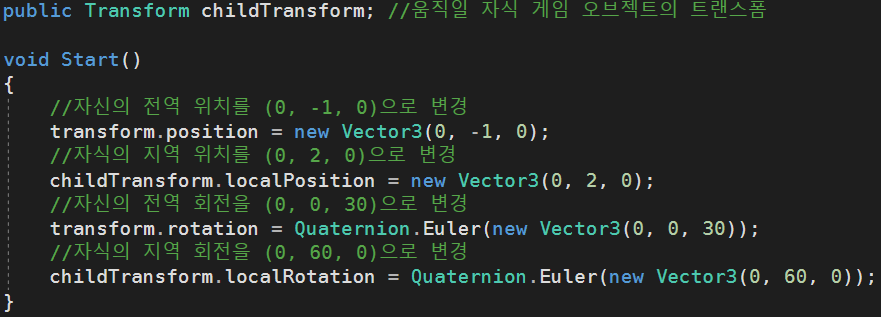 public Transform childTransform; //움직일 자식 게임 오브젝트의 트랜스폼
void Start()
{
//자신의 전역 위치를 (0, -1, 0)으로 변경
transform.position = new Vector3(0, -1, 0);
//자식의 지역 위치를 (0, 2, 0)으로 변경
childTransform.localPosition = new Vector3(0, 2, 0);
//자신의 전역 회전을 (0, 0, 30)으로 변경
transform.rotation = Quaternion.Euler(new Vector3(0, 0, 30));
//자식의 지역 회전을 (0, 60, 0)으로 변경
childTransform.localRotation = Quaternion.Euler(new Vector3(0, 60, 0));
}